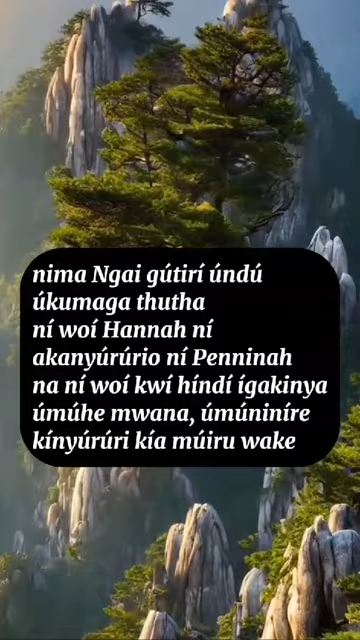 nima Ngai gútirí úndú
úkumaga thutha
ní woí Hannah ní
akanyúrúrio ní Penninah
na ní woí kwí híndí ígakinya
úmúhe mwana, úmúniníre
kínyúrúri kía múiru wake